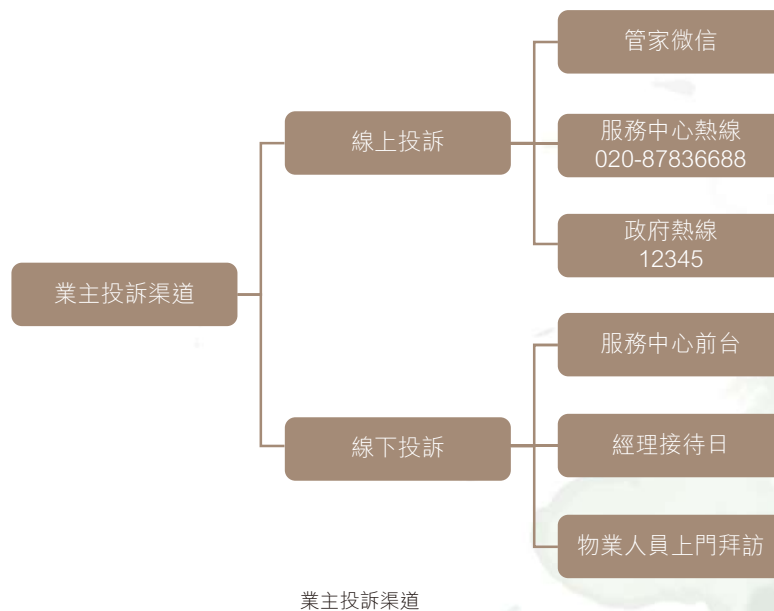 業主投訴渠道
線上投訴
管家微信
服務中心熱線
020-87836688
政府熱線
12345
線下投訴
服務中心前台
經理接待日
物業人員上門拜訪
業主投訴渠道